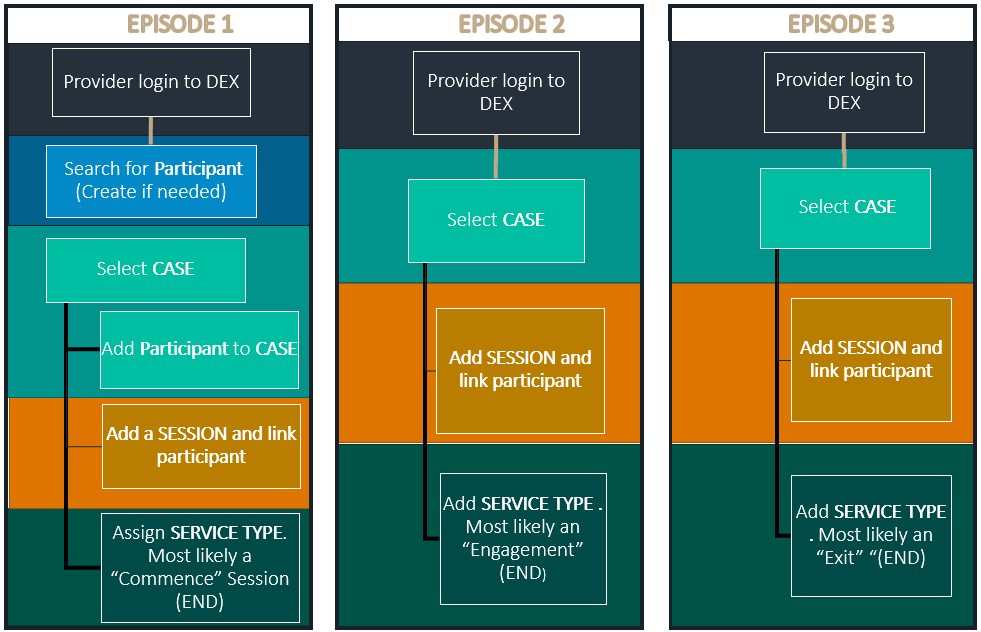 EPISODE 1
Provider login to DEX
Search for Participant
(Create if needed)
Select CASE
Add Participant to CASE
Add a SESSION and link
participant
Assign SERVICE TYPE.
Most likely a
“Commence” Session
(END)
EPISODE 2
Provider login to
DEX
Select CASE
Add SESSION and
link participant
Add SERVICE TYPE .
Most likely an
“Engagement”
(END)
EPISODE 3
Provider login to
DEX
Select CASE
Add SESSION and
link participant
Add SERVICE TYPE
. Most likely an
“Exit” “(END)